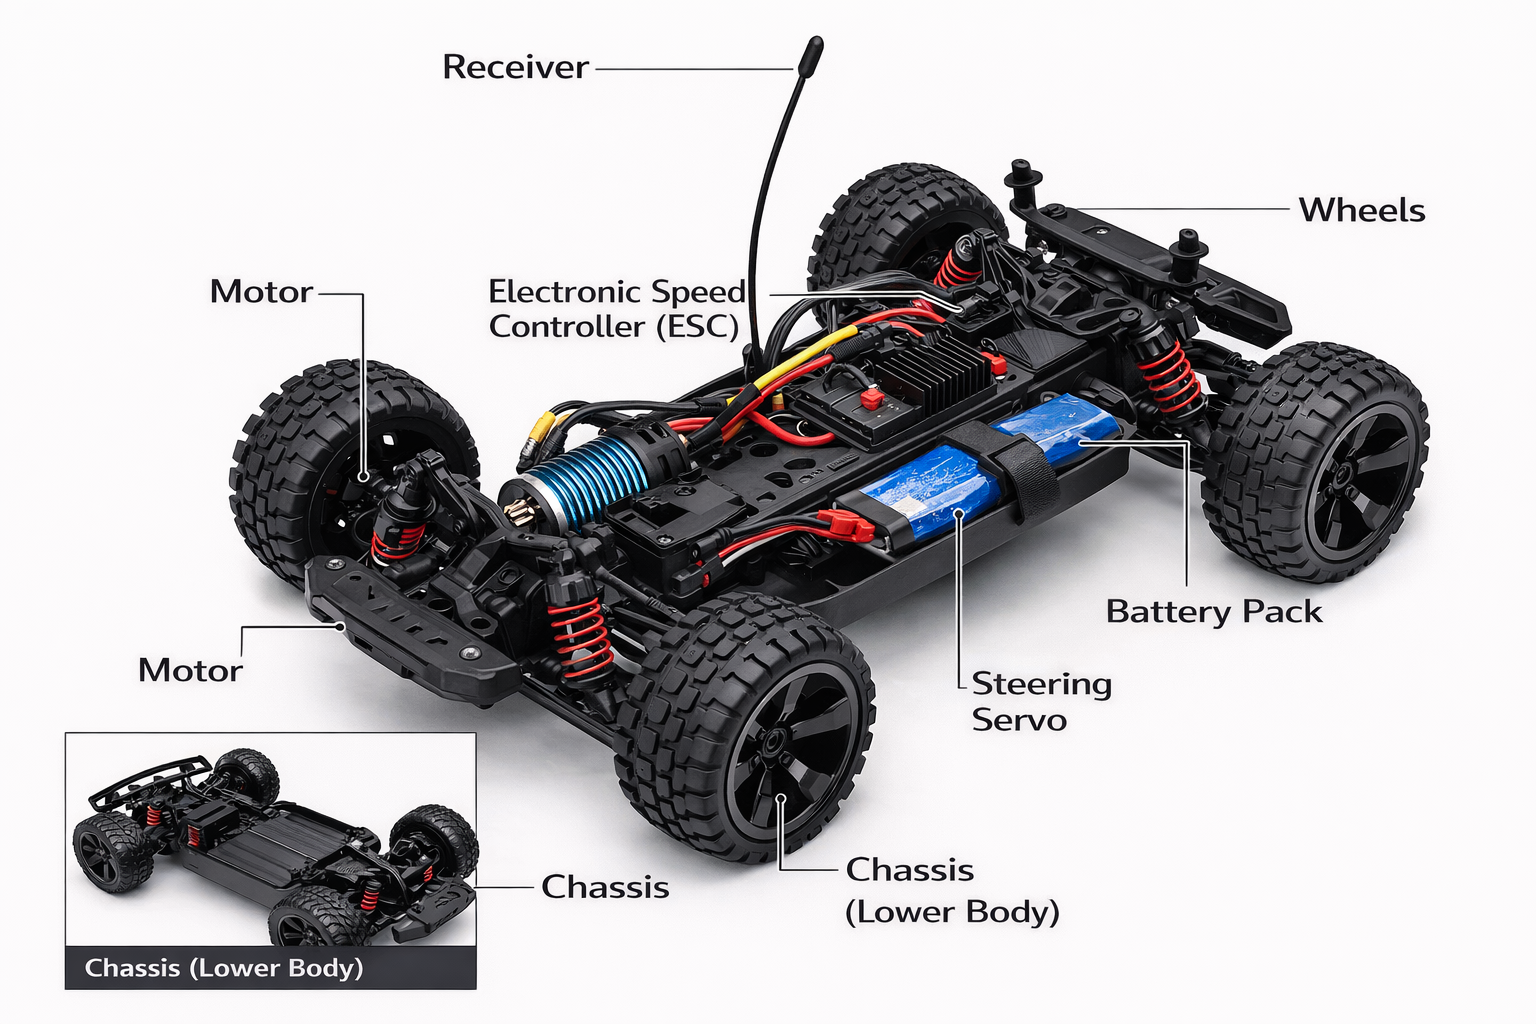 Receiver
Wheels
Motor
Electronic Speed
Controller (ESC)
Battery Pack
Motor
Steering
Servo
Chassis
(Lower Body)
Chassis
Chassis (Lower Body)